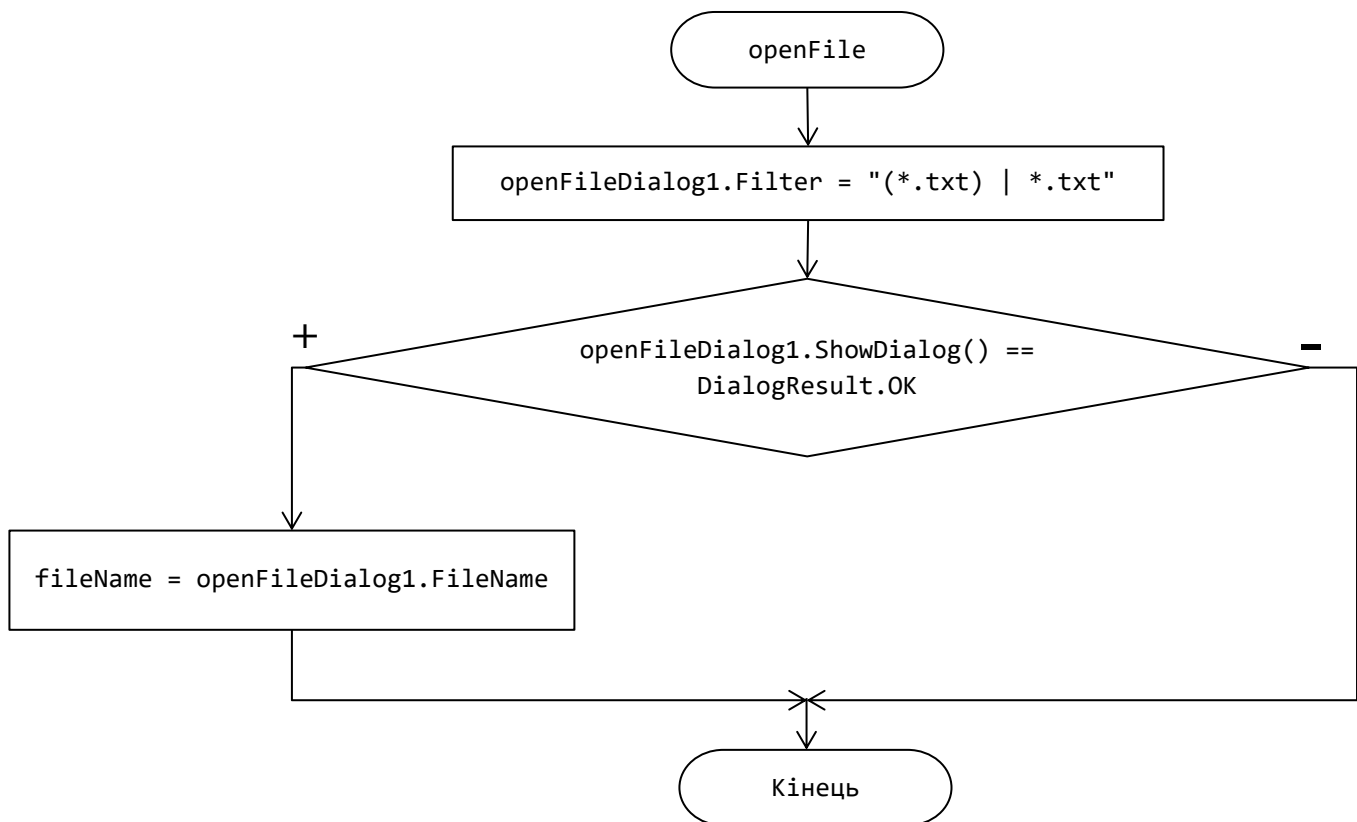 openFile
openFileDialog1.Filter = "(*.txt) | *.txt"
+
-
openFileDialog1.ShowDialog() ==
DialogResult.OK
fileName = openFileDialog1.FileName
Кінець